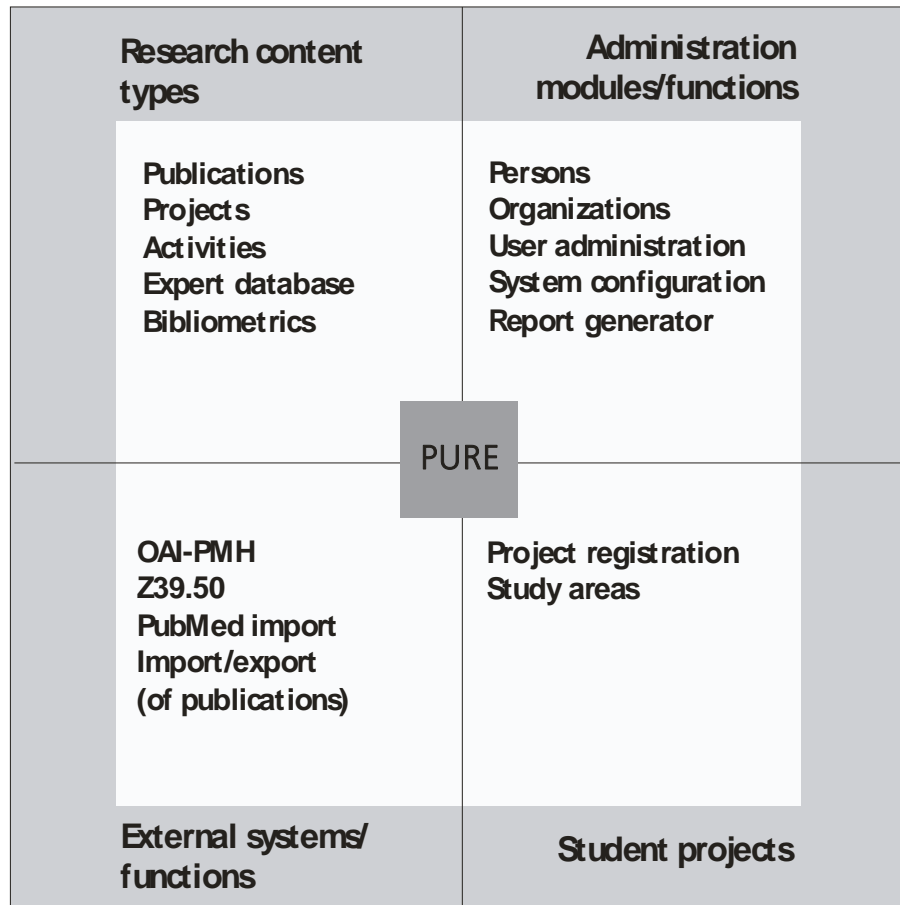 Research content
types
Publications
Projects
Activities
Expert database
Bibliometrics
Administration
modules/functions
Persons
Organizations
User administration
System configuration
Report generator
PURE
OAI-PMH
Z39.50
PubMed import
Import/export
(of publications)
External systems/
functions
Project registration
Study areas
Student projects